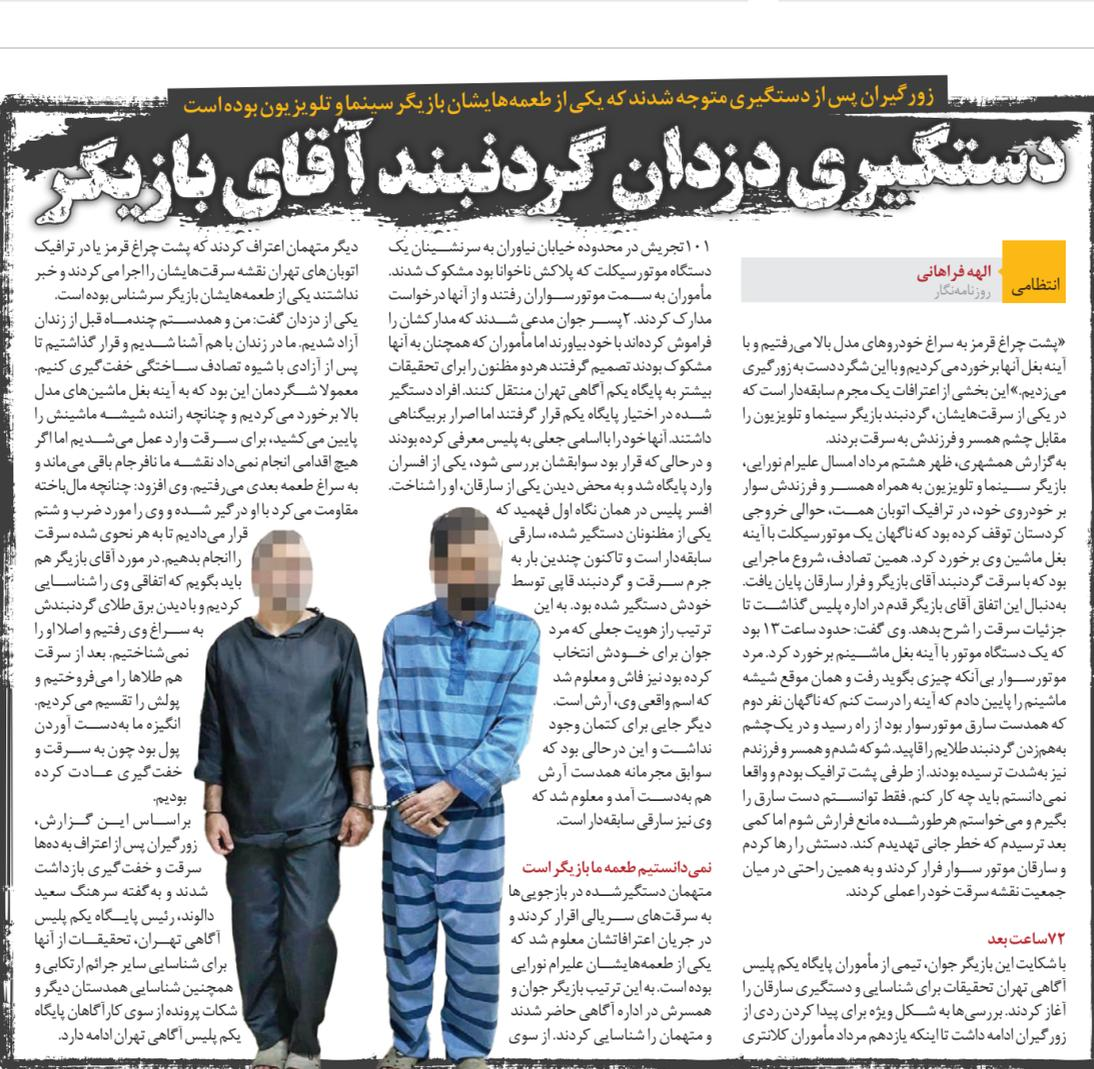 زورگیران پس از دستگیری متوجه شدند که یکی از طعمه‌هایشان بازیگر سینما و تلویزیون بوده است
دستگیری دزدان گردنبند آقای بازیگر
انتظامی
الهه فراهانی
روزنامه‌نگار
«پشت چراغ قرمز به سراغ خودروهای مدل بالا می‌رفتیم و با
آینه بغل آنها برخورد می‌کردیم و با این شگرد دست به زورگیری
می‌زدیم.» این بخشی از اعترافات یک مجرم سابقه‌دار است که
در یکی از سرقت‌هایشان، گردنبند بازیگر سینما و تلویزیون را
مقابل چشم همسر و فرزندش به سرقت بردند.
به گزارش همشهری، ظهر هشتم مرداد امسال علیرام نورایی،
بازیگر سینما و تلویزیون به همراه همسر و فرزندش سوار
بر خودروی خود، در ترافیک اتوبان همت، حوالی خروجی
کردستان توقف کرده بود که ناگهان یک موتورسیکلت با آینه
بغل ماشین وی برخورد کرد. همین تصادف، شروع ماجرایی
بود که با سرقت گردنبند آقای بازیگر و فرار سارقان پایان یافت.
به‌دنبال این اتفاق آقای بازیگر قدم در اداره پلیس گذاشت تا
جزئیات سرقت را شرح بدهد. وی گفت: حدود ساعت ۱۳ بود
که یک دستگاه موتور با آینه بغل ماشینم برخورد کرد. مرد
موتورسوار بی‌آنکه چیزی بگوید رفت و همان موقع شیشه
ماشینم را پایین دادم که آینه را درست کنم که ناگهان نفر دوم
که همدست سارق موتورسوار بود از راه رسید و در یک چشم
به‌هم‌زدن گردنبند طلایم را قاپید. شوکه شدم و همسر و فرزندم
نیز به‌شدت ترسیده بودند. از طرفی پشت ترافیک بودم و واقعا
نمی‌دانستم باید چه کار کنم. فقط توانستم دست سارق را
بگیرم و می‌خواستم هرطور شده مانع فرارش شوم اما کمی
بعد ترسیدم که خطر جانی تهدیدم کند. دستش را رها کردم
و سارقان موتور سوار فرار کردند و به همین راحتی در میان
جمعیت نقشه سرقت خود را عملی کردند.
۷۲ساعت بعد
با شکایت این بازیگر جوان، تیمی از مأموران پایگاه یکم پلیس
آگاهی تهران تحقیقات برای شناسایی و دستگیری سارقان را
آغاز کردند. بررسی‌ها به شکل ویژه برای پیدا کردن ردی از
زورگیران ادامه داشت تا اینکه یازدهم مرداد مأموران کلانتری
۱۰۱ تجریش در محدوده خیابان نیاوران به سرنشینان یک
دستگاه موتورسیکلت که پلاکش ناخوانا بود مشکوک شدند.
مأموران به سمت موتورسواران رفتند و از آنها درخواست
مدارک کردند. ۲پسر جوان مدعی شدند که مدارکشان را
فراموش کرده‌اند با خود بیاورند اما مأموران که همچنان به آنها
مشکوک بودند تصمیم گرفتند هر دو مظنون را برای تحقیقات
بیشتر به پایگاه یکم آگاهی تهران منتقل کنند. افراد دستگیر
شده در اختیار پایگاه یکم قرار گرفتند اما اصرار بر بیگناهی
داشتند. آنها خود را با اسامی جعلی به پلیس معرفی کرده بودند
و در حالی که قرار بود سوابقشان بررسی شود، یکی از افسران
وارد پایگاه شد و به محض دیدن یکی از سارقان، او را شناخت.
افسر پلیس در همان نگاه اول فهمید که
یکی از مظنونان دستگیر شده، سارقی
سابقه‌دار است و تاکنون چندین بار به
جرم سرقت و گردنبند قاپی توسط
خودش دستگیر شده بود. به این
ترتیب راز هویت جعلی که مرد
جوان برای خودش انتخاب
کرده بود نیز فاش و معلوم شد
که اسم واقعی وی، آرش است.
دیگر جایی برای کتمان وجود
نداشت و این در حالی بود که
سوابق مجرمانه همدست آرش
هم به‌دست آمد و معلوم شد که
وی نیز سارقی سابقه‌دار است.
نمی‌دانستیم طعمه ما بازیگر است
متهمان دستگیرشده در بازجویی‌ها
به سرقت‌های سریالی اقرار کردند و
در جریان اعترافاتشان معلوم شد که
یکی از طعمه‌هایشان علیرام نورایی
بوده است. به این ترتیب بازیگر جوان و
همسرش در اداره آگاهی حاضر شدند
و متهمان را شناسایی کردند. از سوی
دیگر متهمان اعتراف کردند که پشت چراغ قرمز یا در ترافیک
اتوبان‌های تهران نقشه سرقت‌هایشان را اجرا می‌کردند و خبر
نداشتند یکی از طعمه‌هایشان بازیگر سرشناس بوده است.
یکی از دزدان گفت: من و همدستم چندماه قبل از زندان
آزاد شدیم. ما در زندان با هم آشنا شدیم و قرار گذاشتیم تا
پس از آزادی با شیوه تصادف ساختگی خفت‌گیری کنیم.
معمولا شگردمان این بود که به آینه بغل ماشین‌های مدل
بالا برخورد می‌کردیم و چنانچه راننده شیشه ماشینش را
پایین می‌کشید، برای سرقت وارد عمل می‌شدیم اما اگر
هیچ اقدامی انجام نمی‌داد نقشه ما نافرجام باقی می‌ماند و
به سراغ طعمه بعدی می‌رفتیم. وی افزود: چنانچه مال‌باخته
مقاومت می‌کرد با او درگیر شده و وی را مورد ضرب و شتم
قرار می‌دادیم تا به هر نحوی شده سرقت
را انجام بدهیم. در مورد آقای بازیگر هم
باید بگویم که اتفاقی وی را شناسایی
کردیم و با دیدن برق طلای گردنبندش
به سراغ وی رفتیم و اصلا او را
نمی‌شناختیم. بعد از سرقت
هم طلاها را می‌فروختیم و
پولش را تقسیم می‌کردیم.
انگیزه ما به‌دست آوردن
پول بود چون به سرقت و
خفت‌گیری عادت کرده
بودیم.
براساس این گزارش،
زورگیران پس از اعتراف به ده‌ها
سرقت و خفت‌گیری بازداشت
شدند و به‌گفته سرهنگ سعید
دالوند، رئیس پایگاه یکم پلیس
آگاهی تهران، تحقیقات از آنها
برای شناسایی سایر جرائم ارتکابی و
همچنین شناسایی همدستان دیگر و
شکات پرونده از سوی کارآگاهان پایگاه
یکم پلیس آگاهی تهران ادامه دارد.